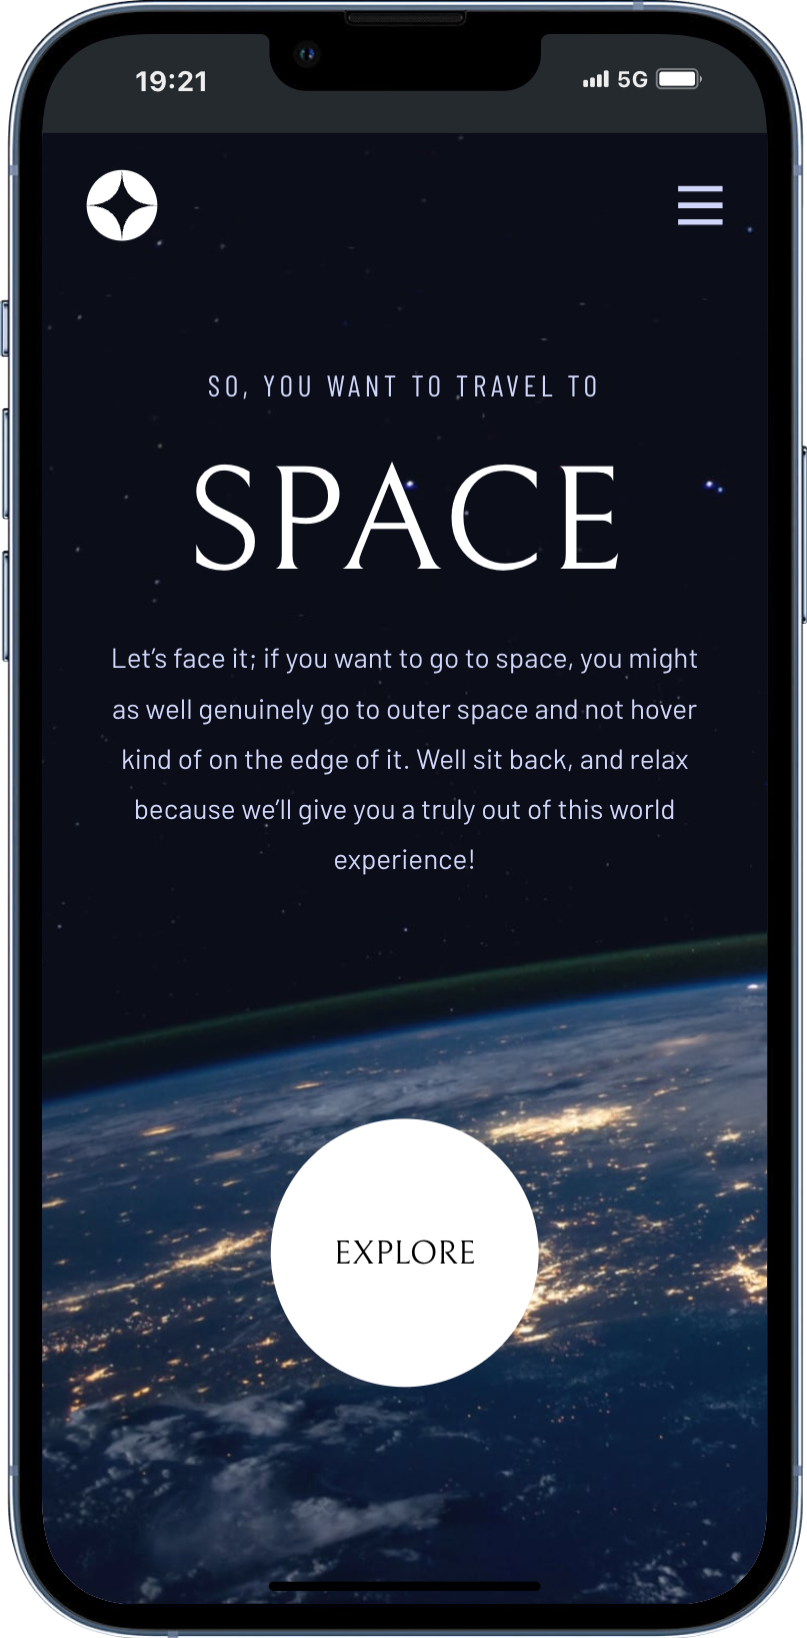 19:21 5G
SO, YOU WANT TO TRAVEL TO
SPACE
Let’s face it; if you want to go to space, you might
as well genuinely go to outer space and not hover
kind of on the edge of it. Well sit back, and relax
because we’ll give you a truly out of this world
experience!
EXPLORE